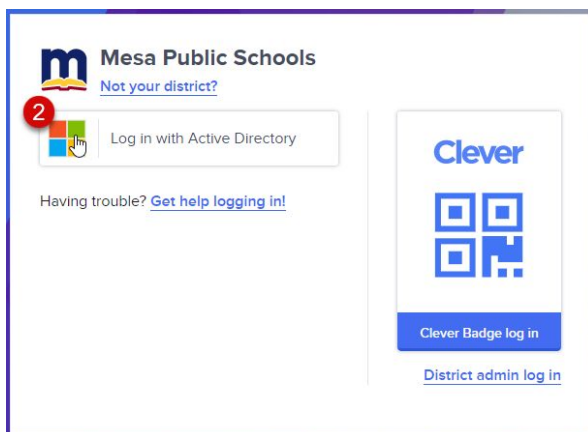 Mesa Public Schools
Not your district?
2
Log in with Active Directory
Having trouble? Get help logging in!
Clever
Clever Badge log in
District admin log in